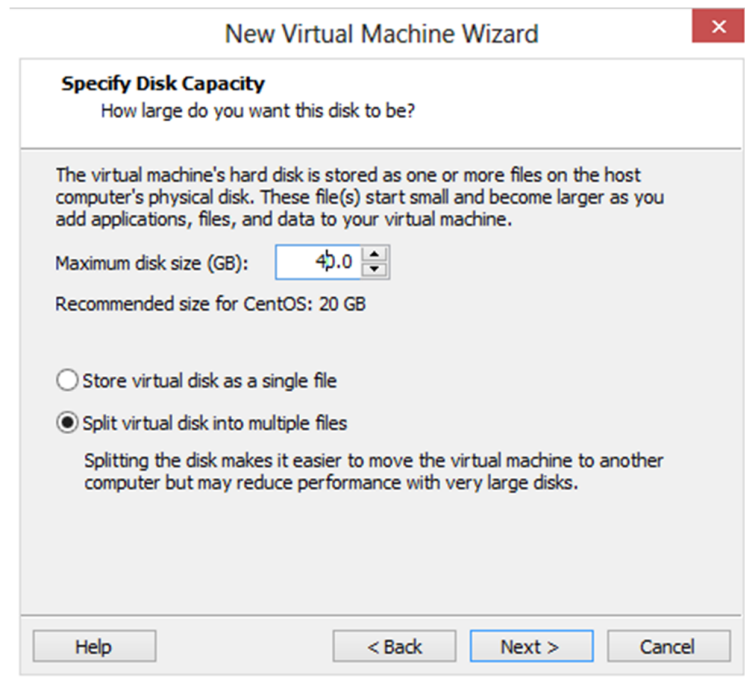 New Virtual Machine Wizard
Specify Disk Capacity
How large do you want this disk to be?
The virtual machine's hard disk is stored as one or more files on the host
computer's physical disk. These file(s) start small and become larger as you
add applications, files, and data to your virtual machine.
Maximum disk size (GB): 40.0
Recommended size for CentOS: 20 GB
Store virtual disk as a single file
Split virtual disk into multiple files
Splitting the disk makes it easier to move the virtual machine to another
computer but may reduce performance with very large disks.
Help < Back Next > Cancel